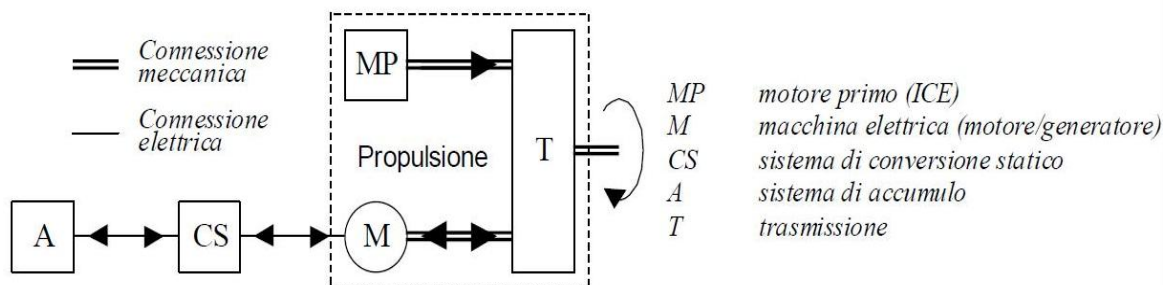 Connessione
meccanica
Connessione
elettrica
MP
Propulsione
T
A
CS
M
MP motore primo (ICE)
M macchina elettrica (motore/generatore)
CS sistema di conversione statico
A sistema di accumulo
T trasmissione